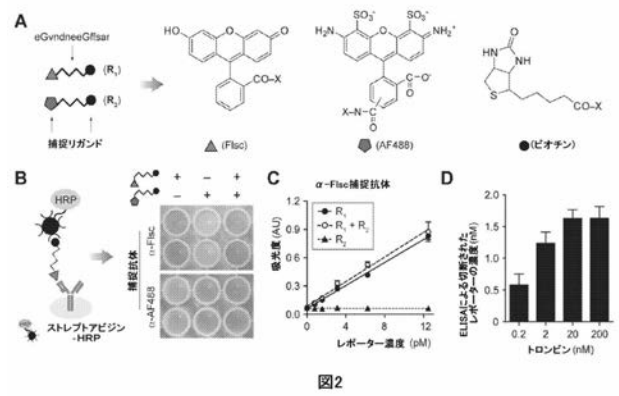 A
eGvndneeGffsar
(R₁)
(R₂)
捕捉リガンド
HO
O
CO–X
(Flsc)
SO₃⁻
SO₃⁻
H₂N
O
NH₂⁺
CO⁻
O
X–N
C
O
(AF488)
O
HN
NH
S
CO–X
(ビオチン)
B
HRP
ストレプトアビジン
-HRP
+ – +
– + +
捕捉抗体
α-Flsc
α-AF488
C
α-Flsc捕捉抗体
R₁
R₁ + R₂
R₂
吸光度 (AU)
0.9
0.6
0.3
0.0
0 3 6 9 12
レポーター濃度 (pM)
D
ELISAによる切断された
レポーターの濃度 (nM)
2.0
1.5
1.0
0.5
0
0.2 2 20 200
トロンビン (nM)
図2